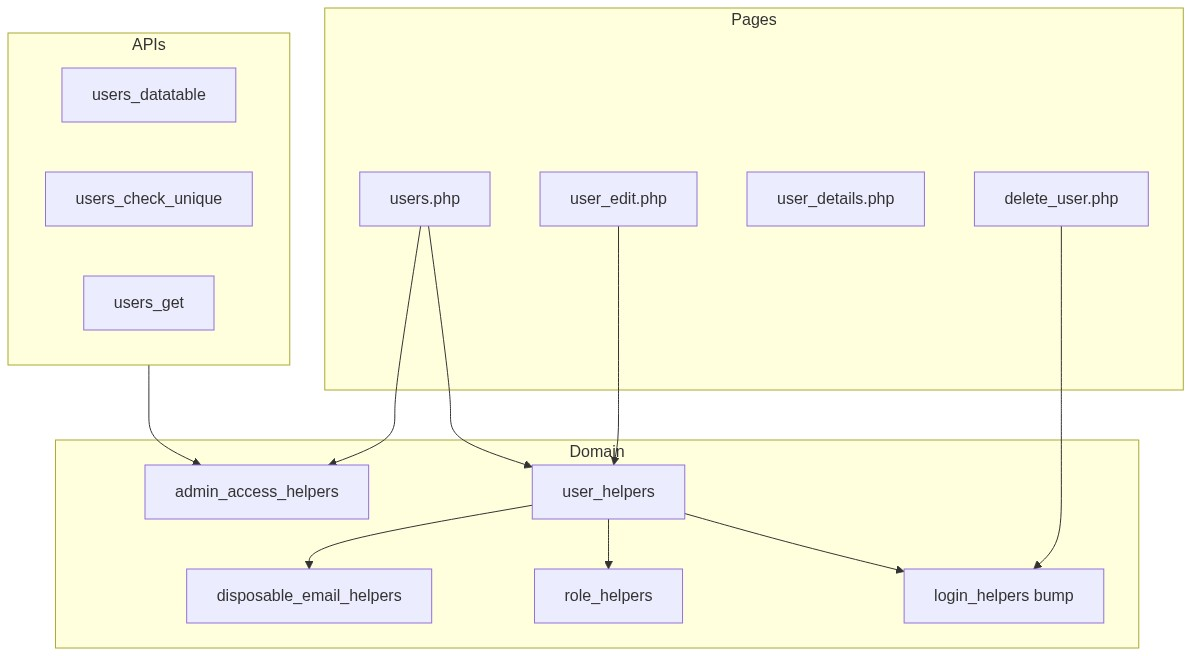 APIs
users_datatable
users_check_unique
users_get
Pages
users.php
user_edit.php
user_details.php
delete_user.php
Domain
admin_access_helpers
user_helpers
disposable_email_helpers
role_helpers
login_helpers bump